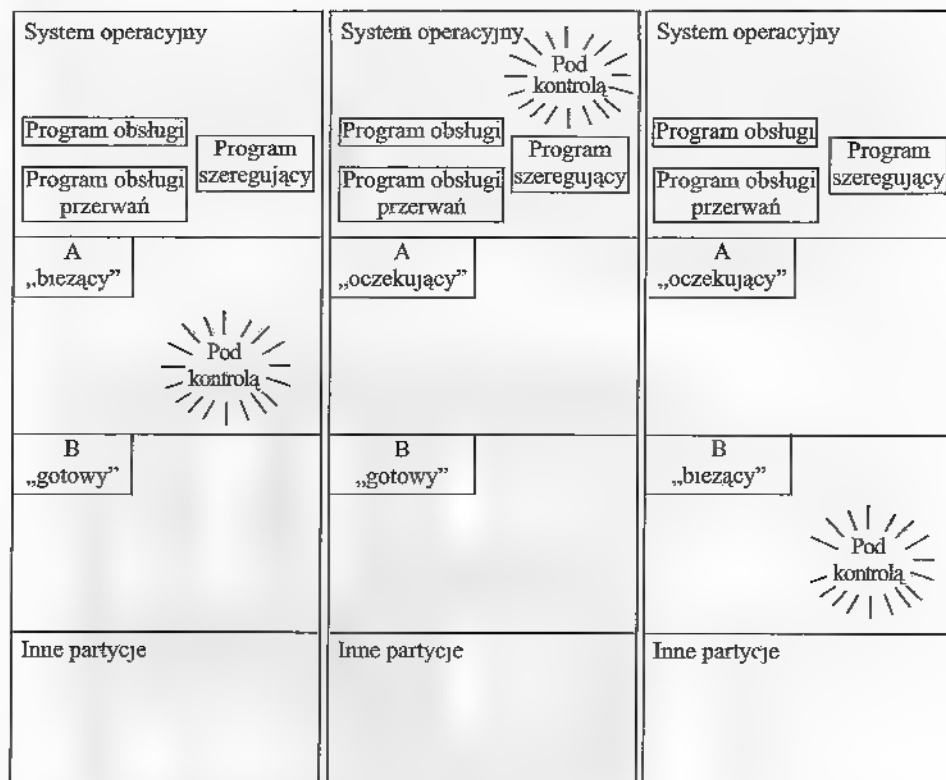 System operacyjny
Pod
kontrolą
Program obsługi
Program
szeregujący
Program obsługi
przerwań
A
„biezący”
Pod
kontrolą
B
„gotowy”
Inne partycje
System operacyjny
Program obsługi
Program
szeregujący
Program obsługi
przerwań
A
„oczekujący”
B
„gotowy”
Inne partycje
System operacyjny
Program obsługi
Program
szeregujący
Program obsługi
przerwań
A
„oczekujący”
B
„biezący”
Pod
kontrolą
Inne partycje